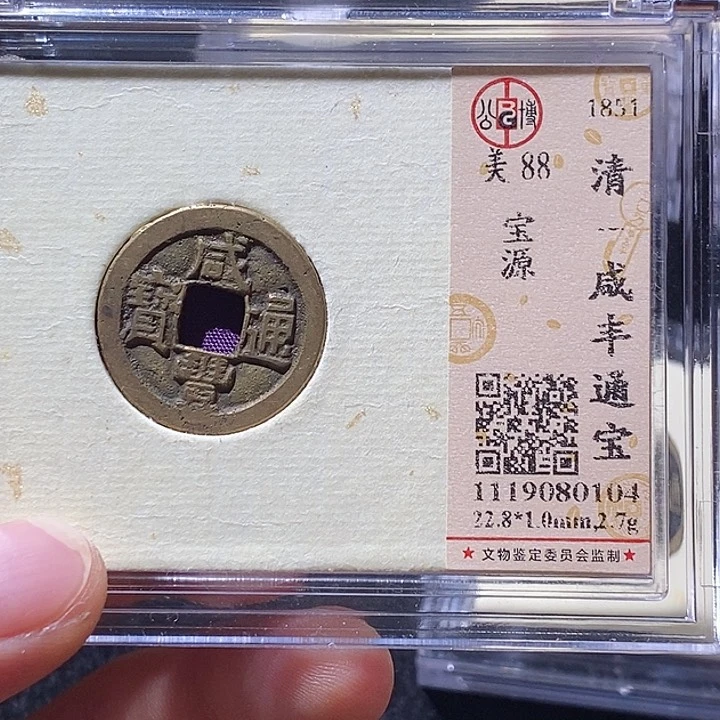 咸豐通寶
公博
1851
美 88
清一咸丰通宝
宝源
1119080104
22.8*1.0mm,2.7g
★文物鉴定委员会监制★